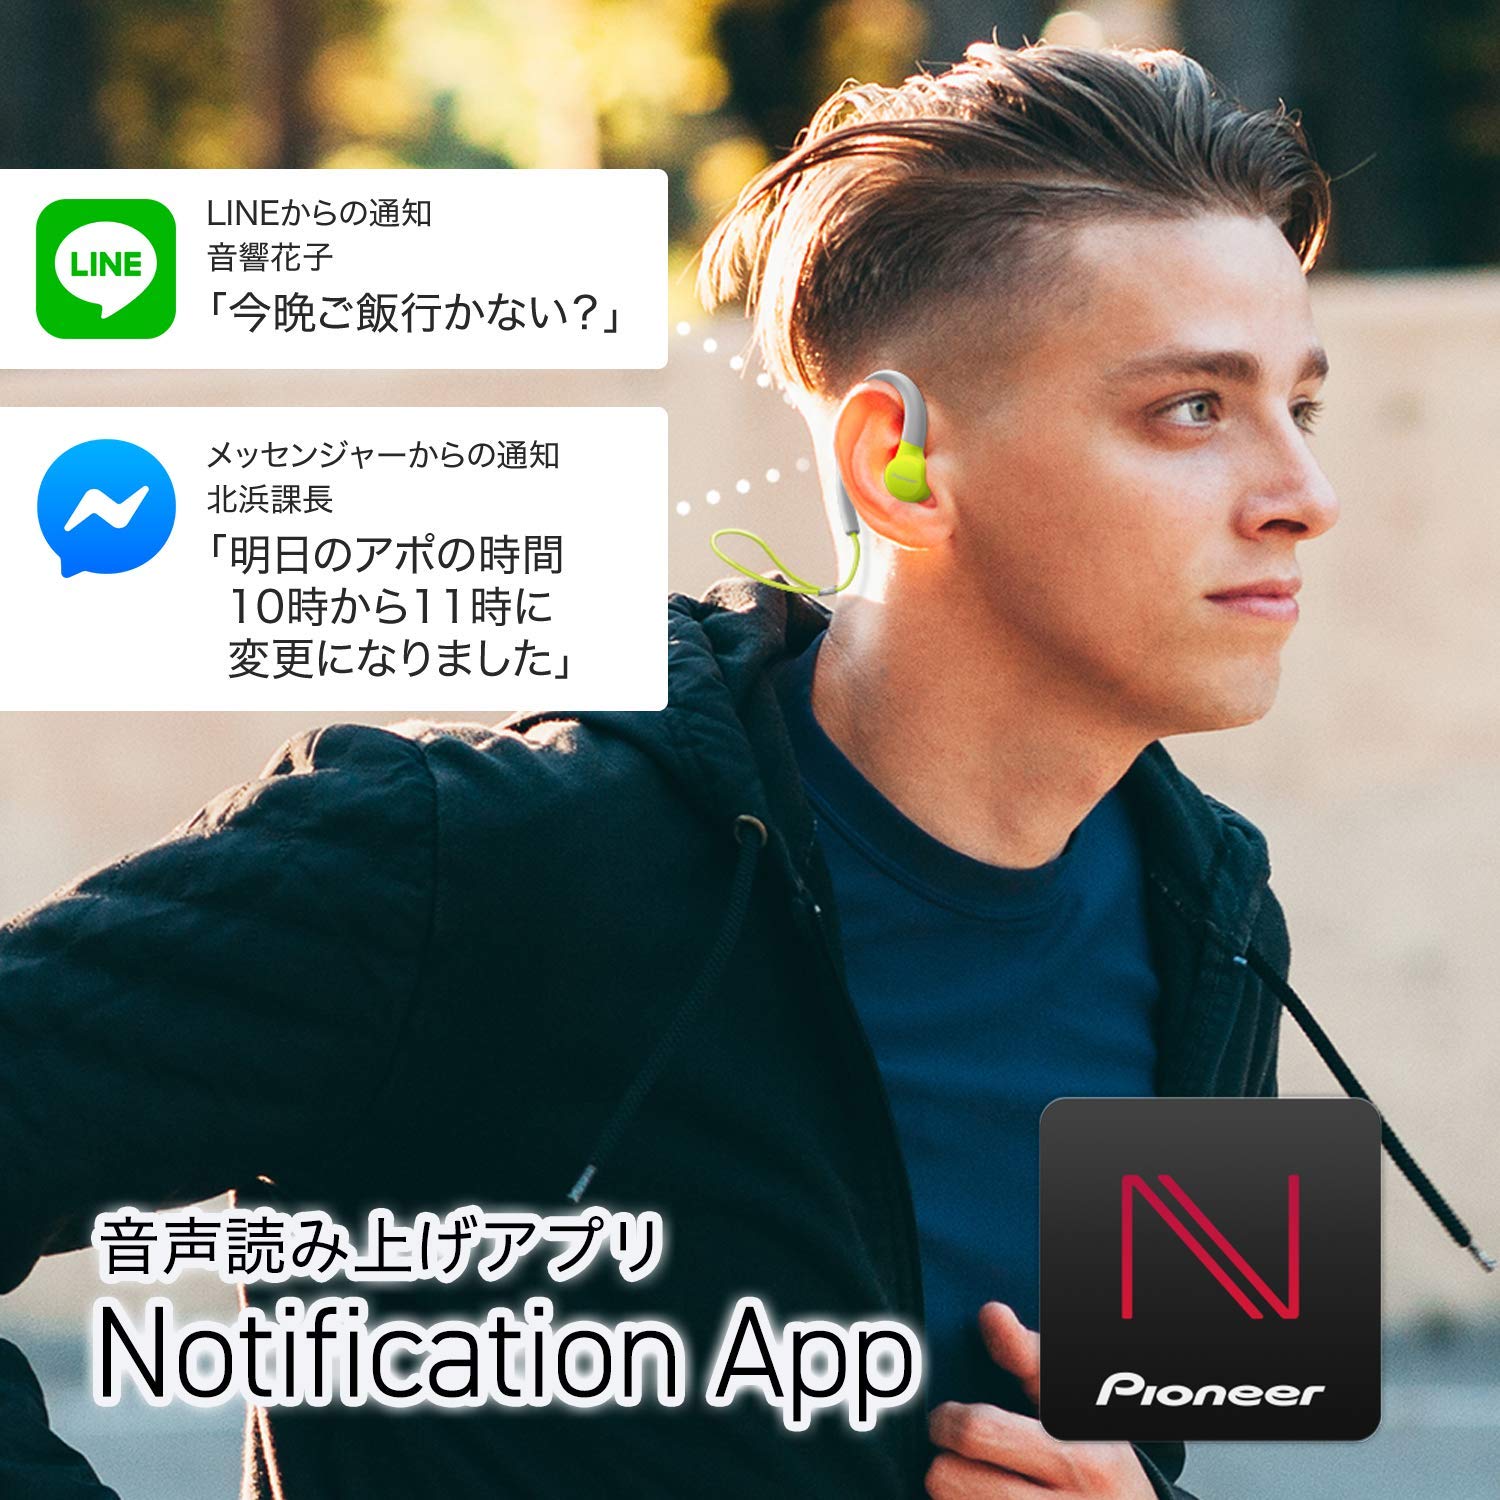 LINE
LINEからの通知
音響花子
「今晩ご飯行かない？」
メッセンジャーからの通知
北浜課長
「明日のアポの時間
10時から11時に
変更になりました」
Pioneer
音声読み上げアプリ
Notification App
N
Pioneer